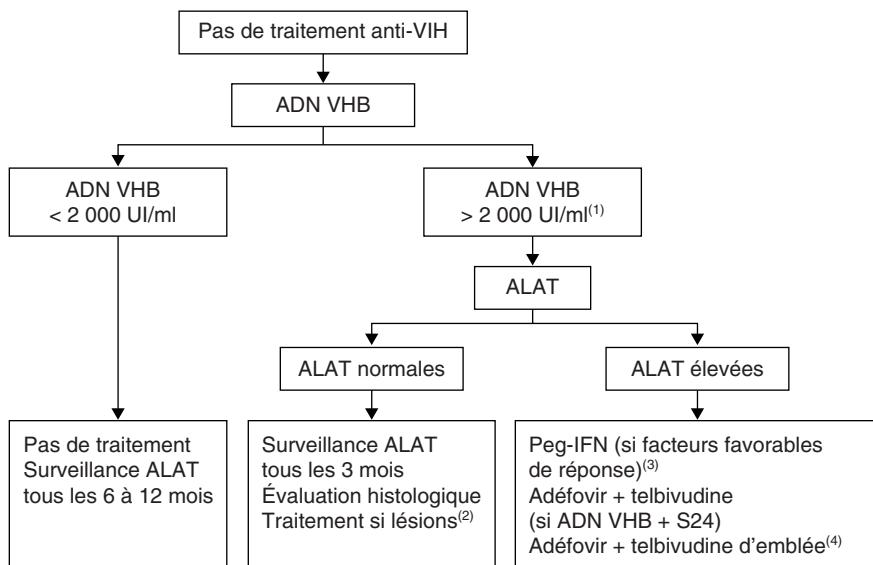 Pas de traitement anti-VIH
ADN VHB
ADN VHB
< 2 000 UI/ml
ADN VHB
> 2 000 UI/ml(1)
ALAT
ALAT normales
ALAT élevées
Pas de traitement
Surveillance ALAT
tous les 6 à 12 mois
Surveillance ALAT
tous les 3 mois
Évaluation histologique
Traitement si lésions(2)
Peg-IFN (si facteurs favorables
de réponse)(3)
Adéfovir + telbivudine
(si ADN VHB + S24)
Adéfovir + telbivudine d'emblée(4)